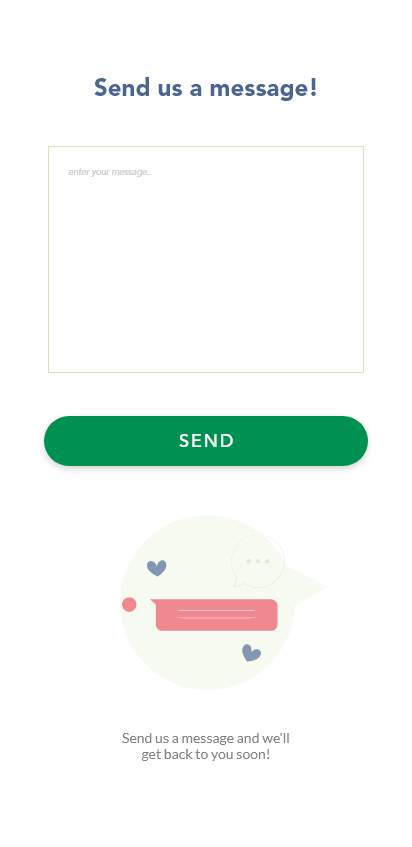 Send us a message!
enter your message..
SEND
Send us a message and we'll
get back to you soon!